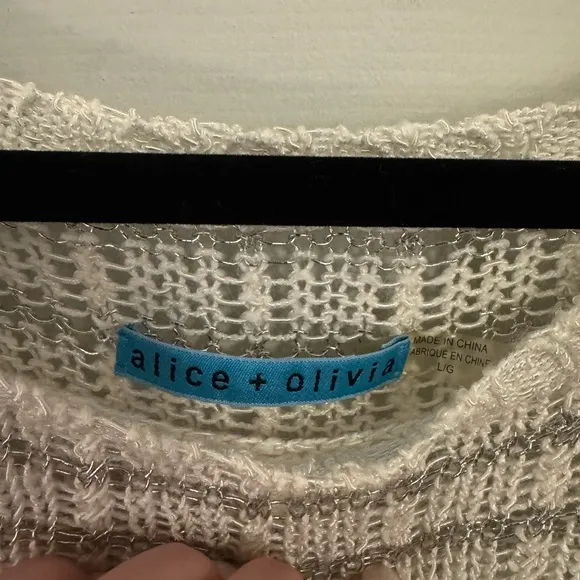 alice + olivia
MADE IN CHINA
FABRIQUE EN CHINE
L/G